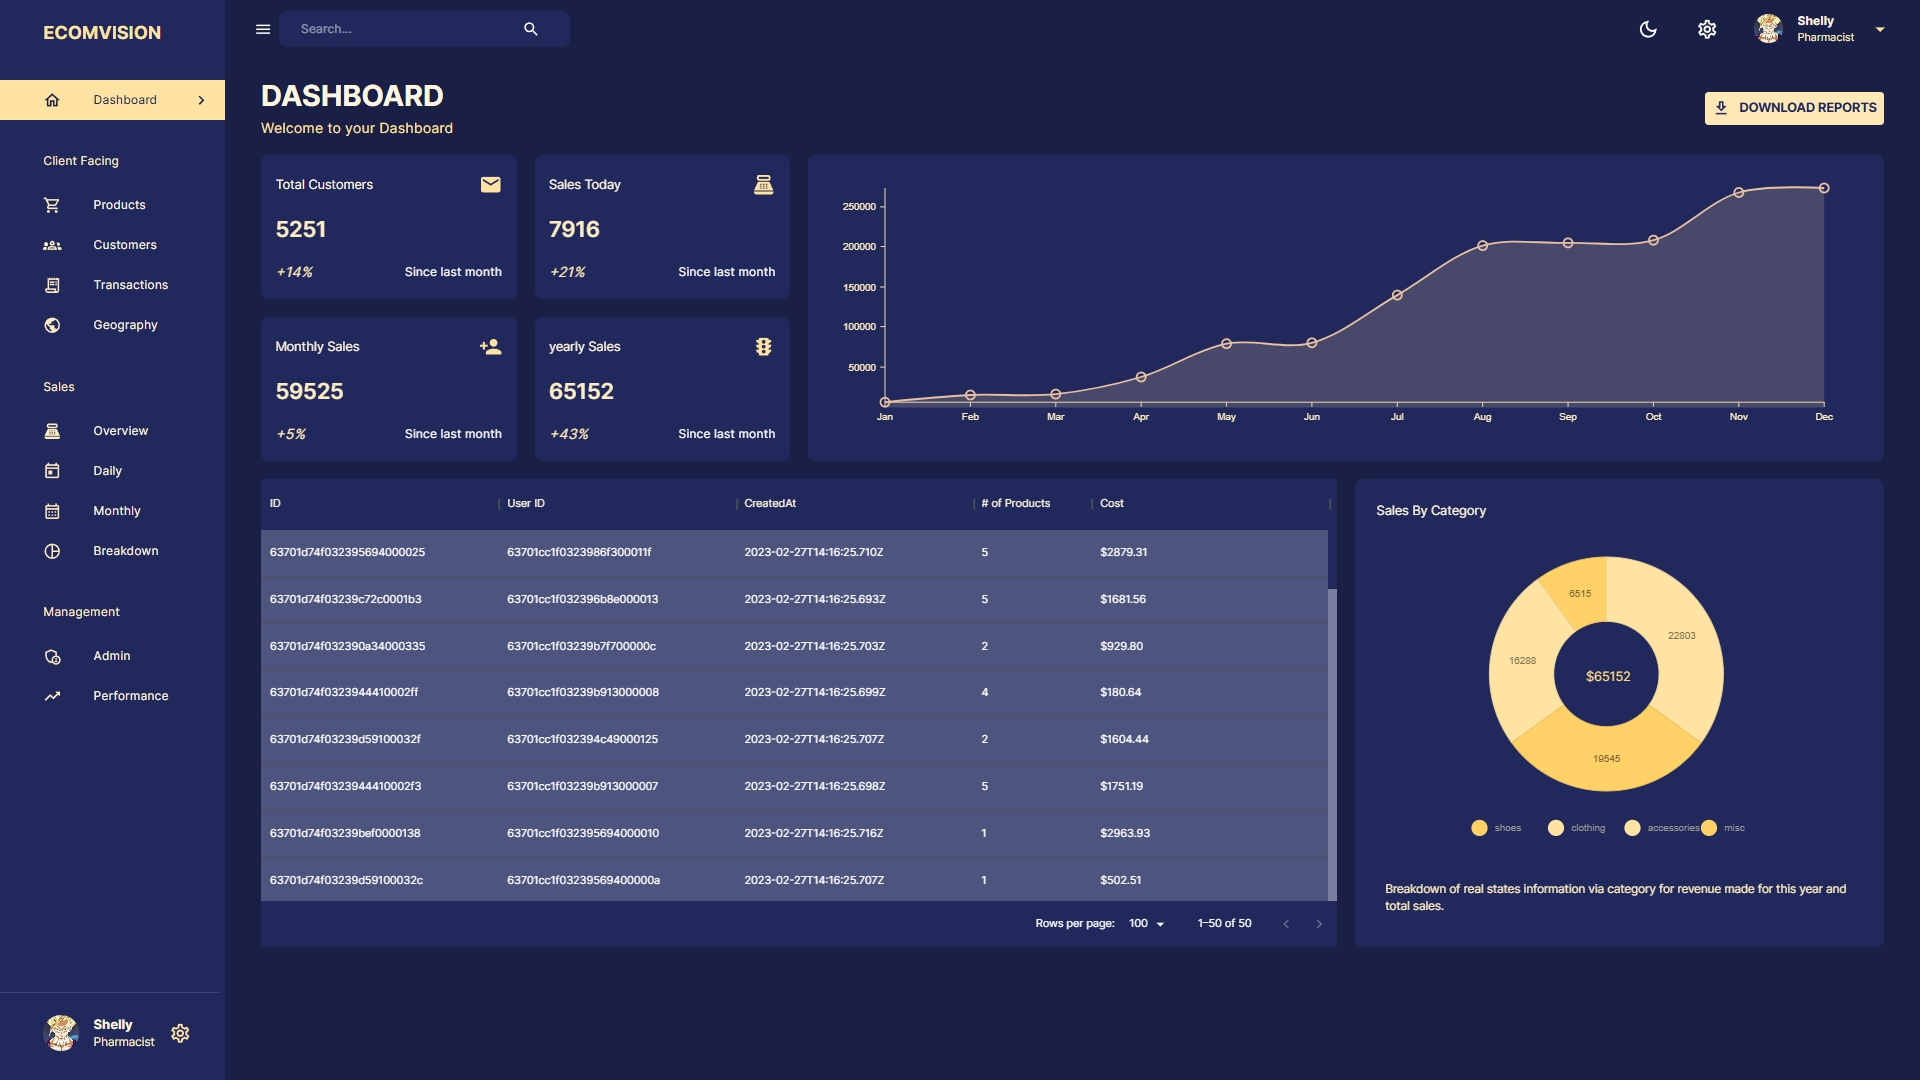 ECOMVISION
Dashboard
Client Facing
Products
Customers
Transactions
Geography
Sales
Overview
Daily
Monthly
Breakdown
Management
Admin
Performance
Shelly
Pharmacist
Search...
Shelly
Pharmacist
DASHBOARD
Welcome to your Dashboard
DOWNLOAD REPORTS
Total Customers
5251
+14% Since last month
Sales Today
7916
+21% Since last month
Monthly Sales
59525
+5% Since last month
yearly Sales
65152
+43% Since last month
250000
200000
150000
100000
50000
Jan Feb Mar Apr May Jun Jul Aug Sep Oct Nov Dec
ID User ID CreatedAt # of Products Cost
63701d74f032395694000025 63701cc1f0323986f300011f 2023-02-27T14:16:25.710Z 5 $2879.31
63701d74f03239c72c0001b3 63701cc1f032396b8e000013 2023-02-27T14:16:25.693Z 5 $1681.56
63701d74f032390a34000335 63701cc1f03239b7f700000c 2023-02-27T14:16:25.703Z 2 $929.80
63701d74f0323944410002ff 63701cc1f03239b913000008 2023-02-27T14:16:25.699Z 4 $180.64
63701d74f03239d59100032f 63701cc1f032394c49000125 2023-02-27T14:16:25.707Z 2 $1604.44
63701d74f0323944410002f3 63701cc1f03239b913000007 2023-02-27T14:16:25.698Z 5 $1751.19
63701d74f03239bef0000138 63701cc1f032395694000010 2023-02-27T14:16:25.716Z 1 $2963.93
63701d74f03239d59100032c 63701cc1f03239569400000a 2023-02-27T14:16:25.707Z 1 $502.51
Rows per page: 100 1–50 of 50
Sales By Category
6515
22803
16288
$65152
19545
shoes clothing accessories misc
Breakdown of real states information via category for revenue made for this year and
total sales.